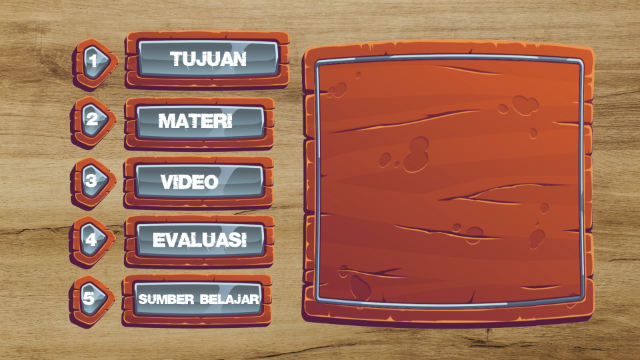 1 TUJUAN
2 MATERI
3 VIDEO
4 EVALUASI
5 SUMBER BELAJAR